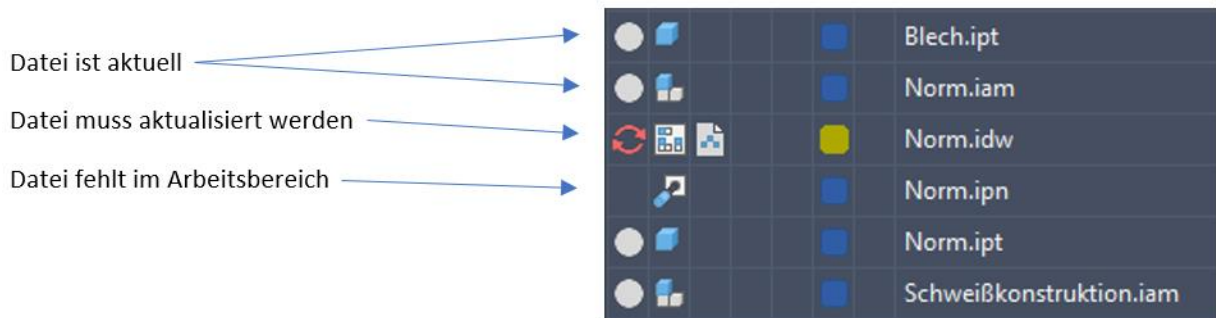 Datei ist aktuell
Datei muss aktualisiert werden
Datei fehlt im Arbeitsbereich
Blech.ipt
Norm.iam
Norm.idw
Norm.ipn
Norm.ipt
Schweißkonstruktion.iam